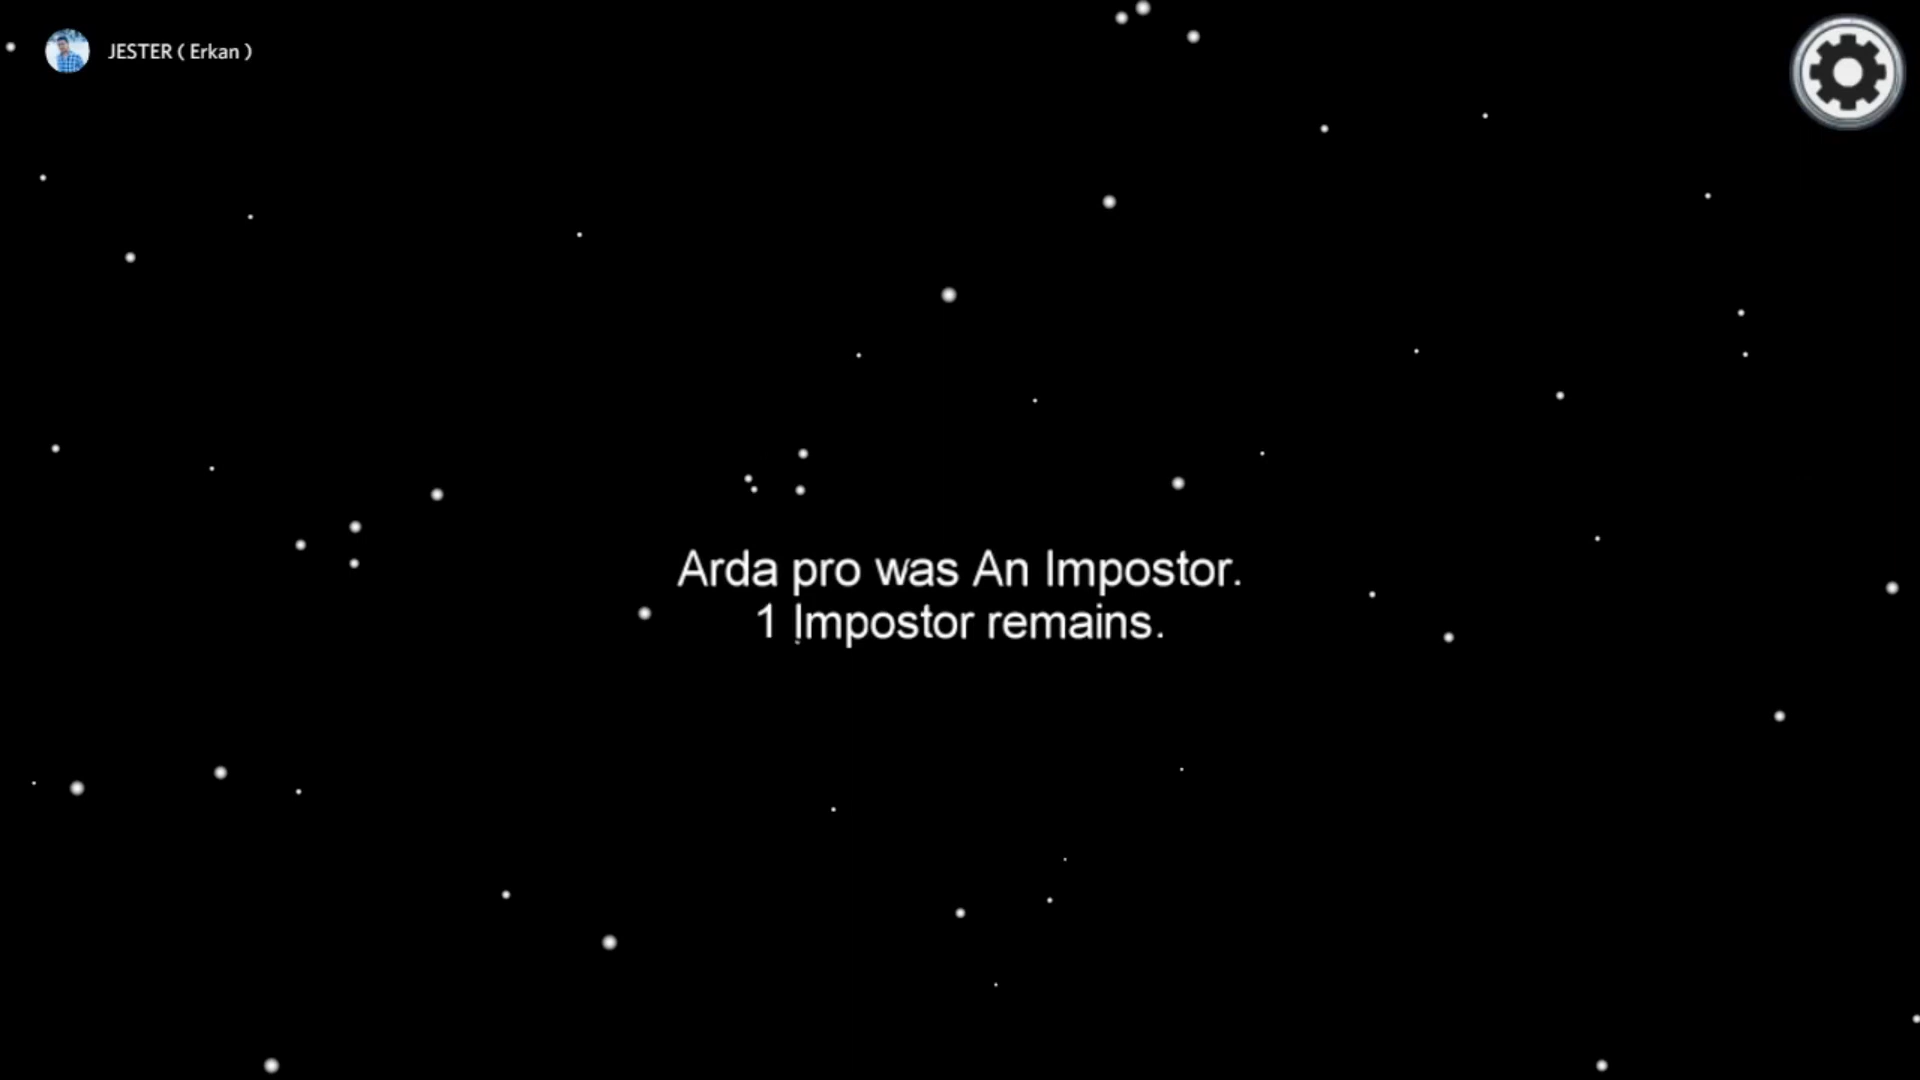 JESTER ( Erkan )
Arda pro was An Impostor.
1 Impostor remains.